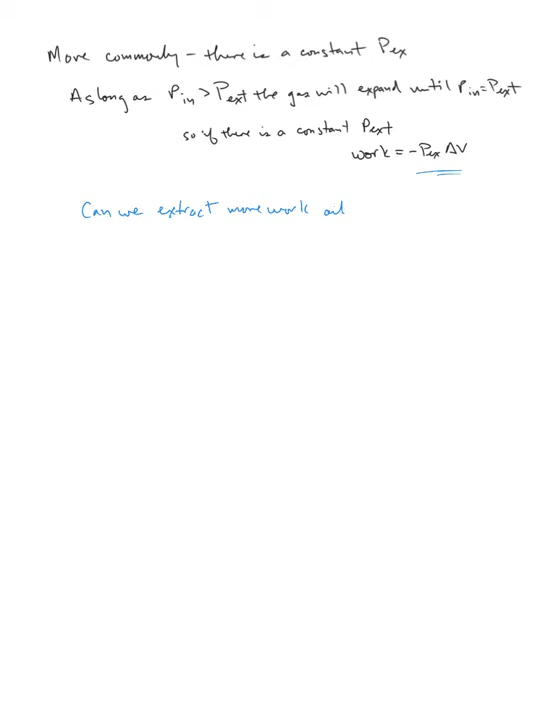 More commonly – there is a constant Pex
As long as Pin > Pext the gas will expand until Pin = Pext
so if there is a constant Pext
work = -Pex ΔV
Can we extract more work